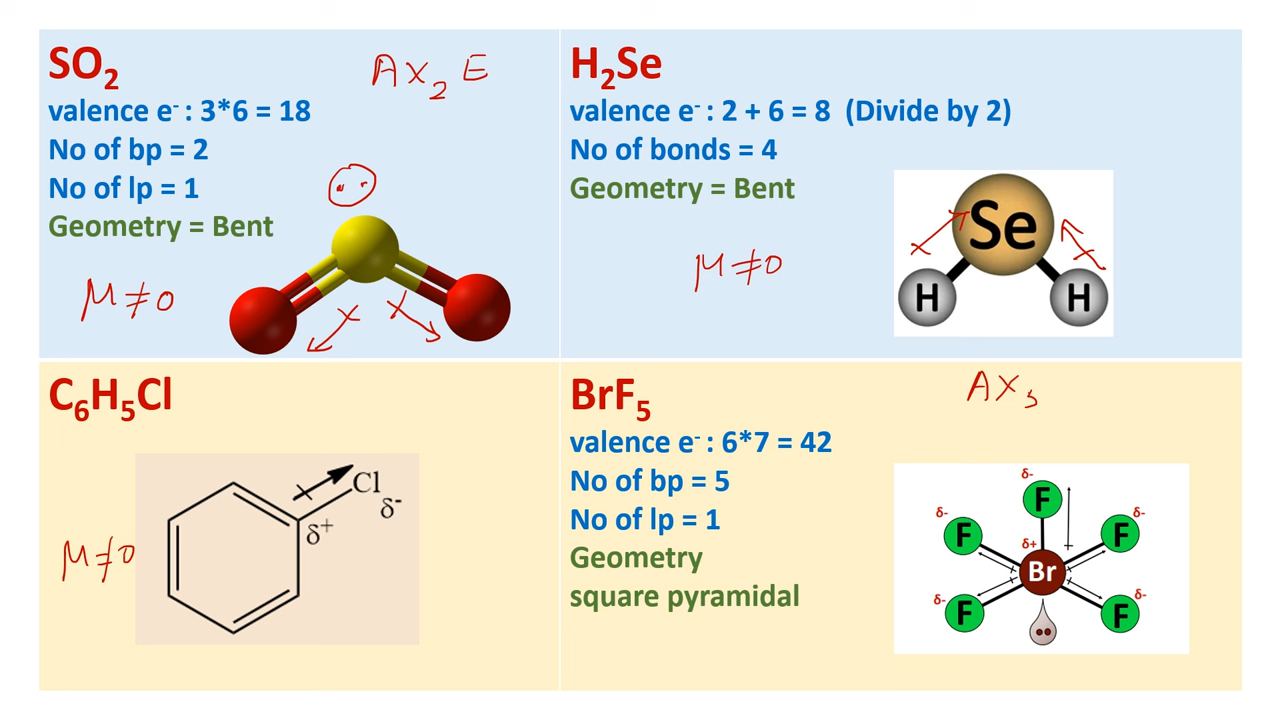 SO₂
AX₂E
valence e⁻ : 3*6 = 18
No of bp = 2
No of lp = 1
Geometry = Bent
μ≠0
H₂Se
valence e⁻ : 2 + 6 = 8 (Divide by 2)
No of bonds = 4
Geometry = Bent
μ≠0
Se
H H
C₆H₅Cl
Cl
δ⁻
δ⁺
μ≠0
BrF₅
AX₅
valence e⁻ : 6*7 = 42
No of bp = 5
No of lp = 1
Geometry
square pyramidal
δ-
F
δ- δ-
F F
δ+
Br
δ- δ-
F F